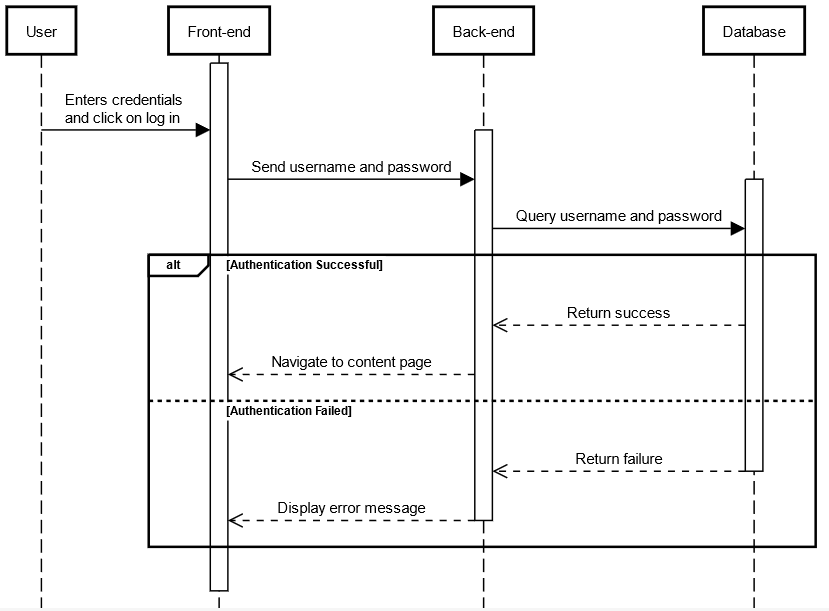 User
Front-end
Back-end
Database
Enters credentials
and click on log in
Send username and password
Query username and password
alt
[Authentication Successful]
Return success
Navigate to content page
[Authentication Failed]
Return failure
Display error message